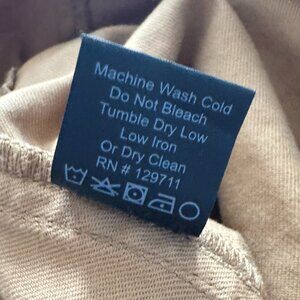 Machine Wash Cold
Do Not Bleach
Tumble Dry Low
Low Iron
Or Dry Clean
RN # 129711